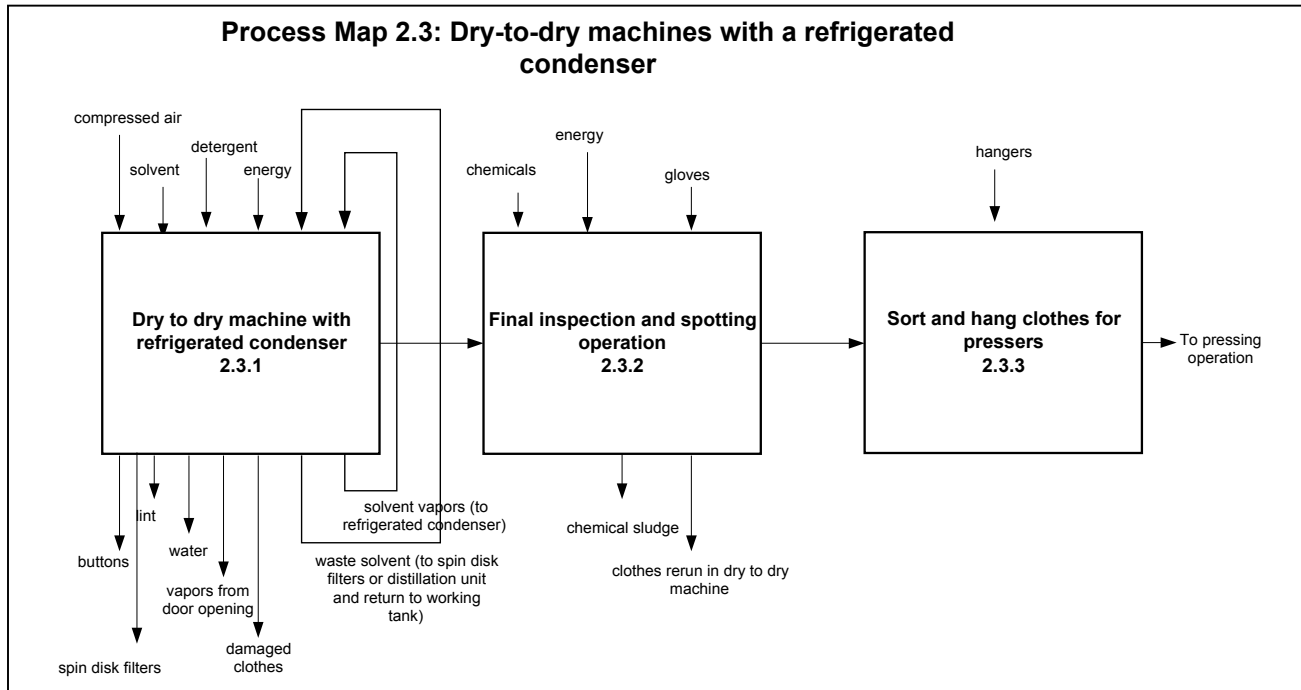 Process Map 2.3: Dry-to-dry machines with a refrigerated
condenser
compressed air
solvent
detergent
energy
chemicals
energy
gloves
hangers
Dry to dry machine with
refrigerated condenser
2.3.1
Final inspection and spotting
operation
2.3.2
Sort and hang clothes for
pressers
2.3.3
To pressing
operation
buttons
spin disk filters
lint
water
vapors from
door opening
damaged
clothes
solvent vapors (to
refrigerated condenser)
waste solvent (to spin disk
filters or distillation unit
and return to working
tank)
chemical sludge
clothes rerun in dry to dry
machine